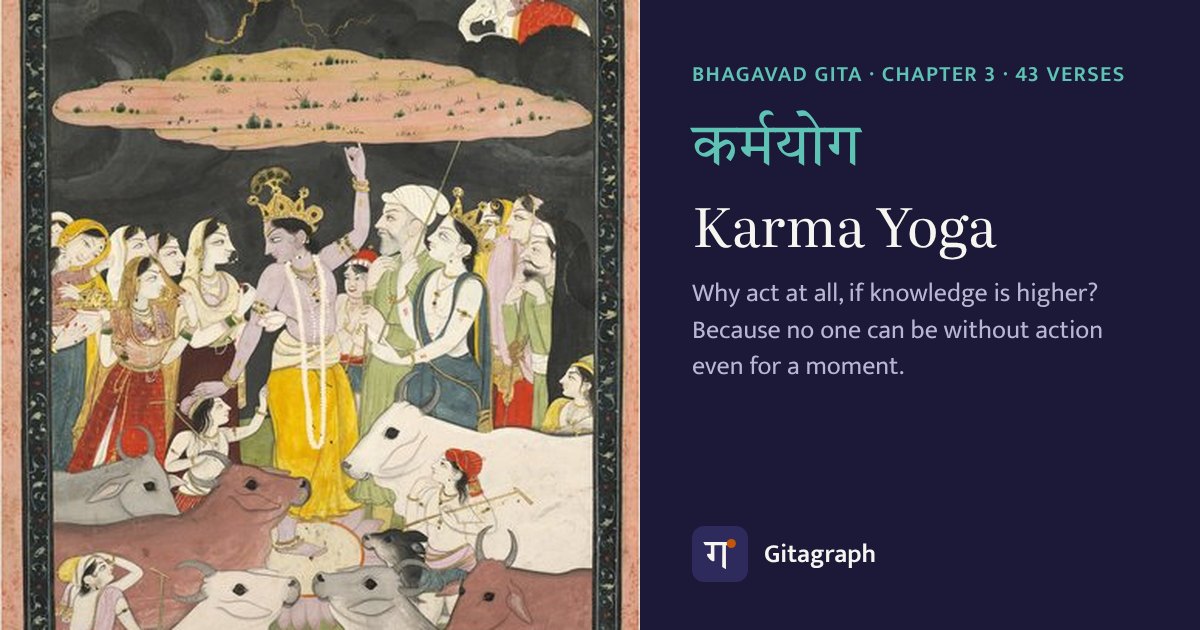 BHAGAVAD GITA · CHAPTER 3 · 43 VERSES
कर्मयोग
Karma Yoga
Why act at all, if knowledge is higher?
Because no one can be without action
even for a moment.
ग
Gitagraph